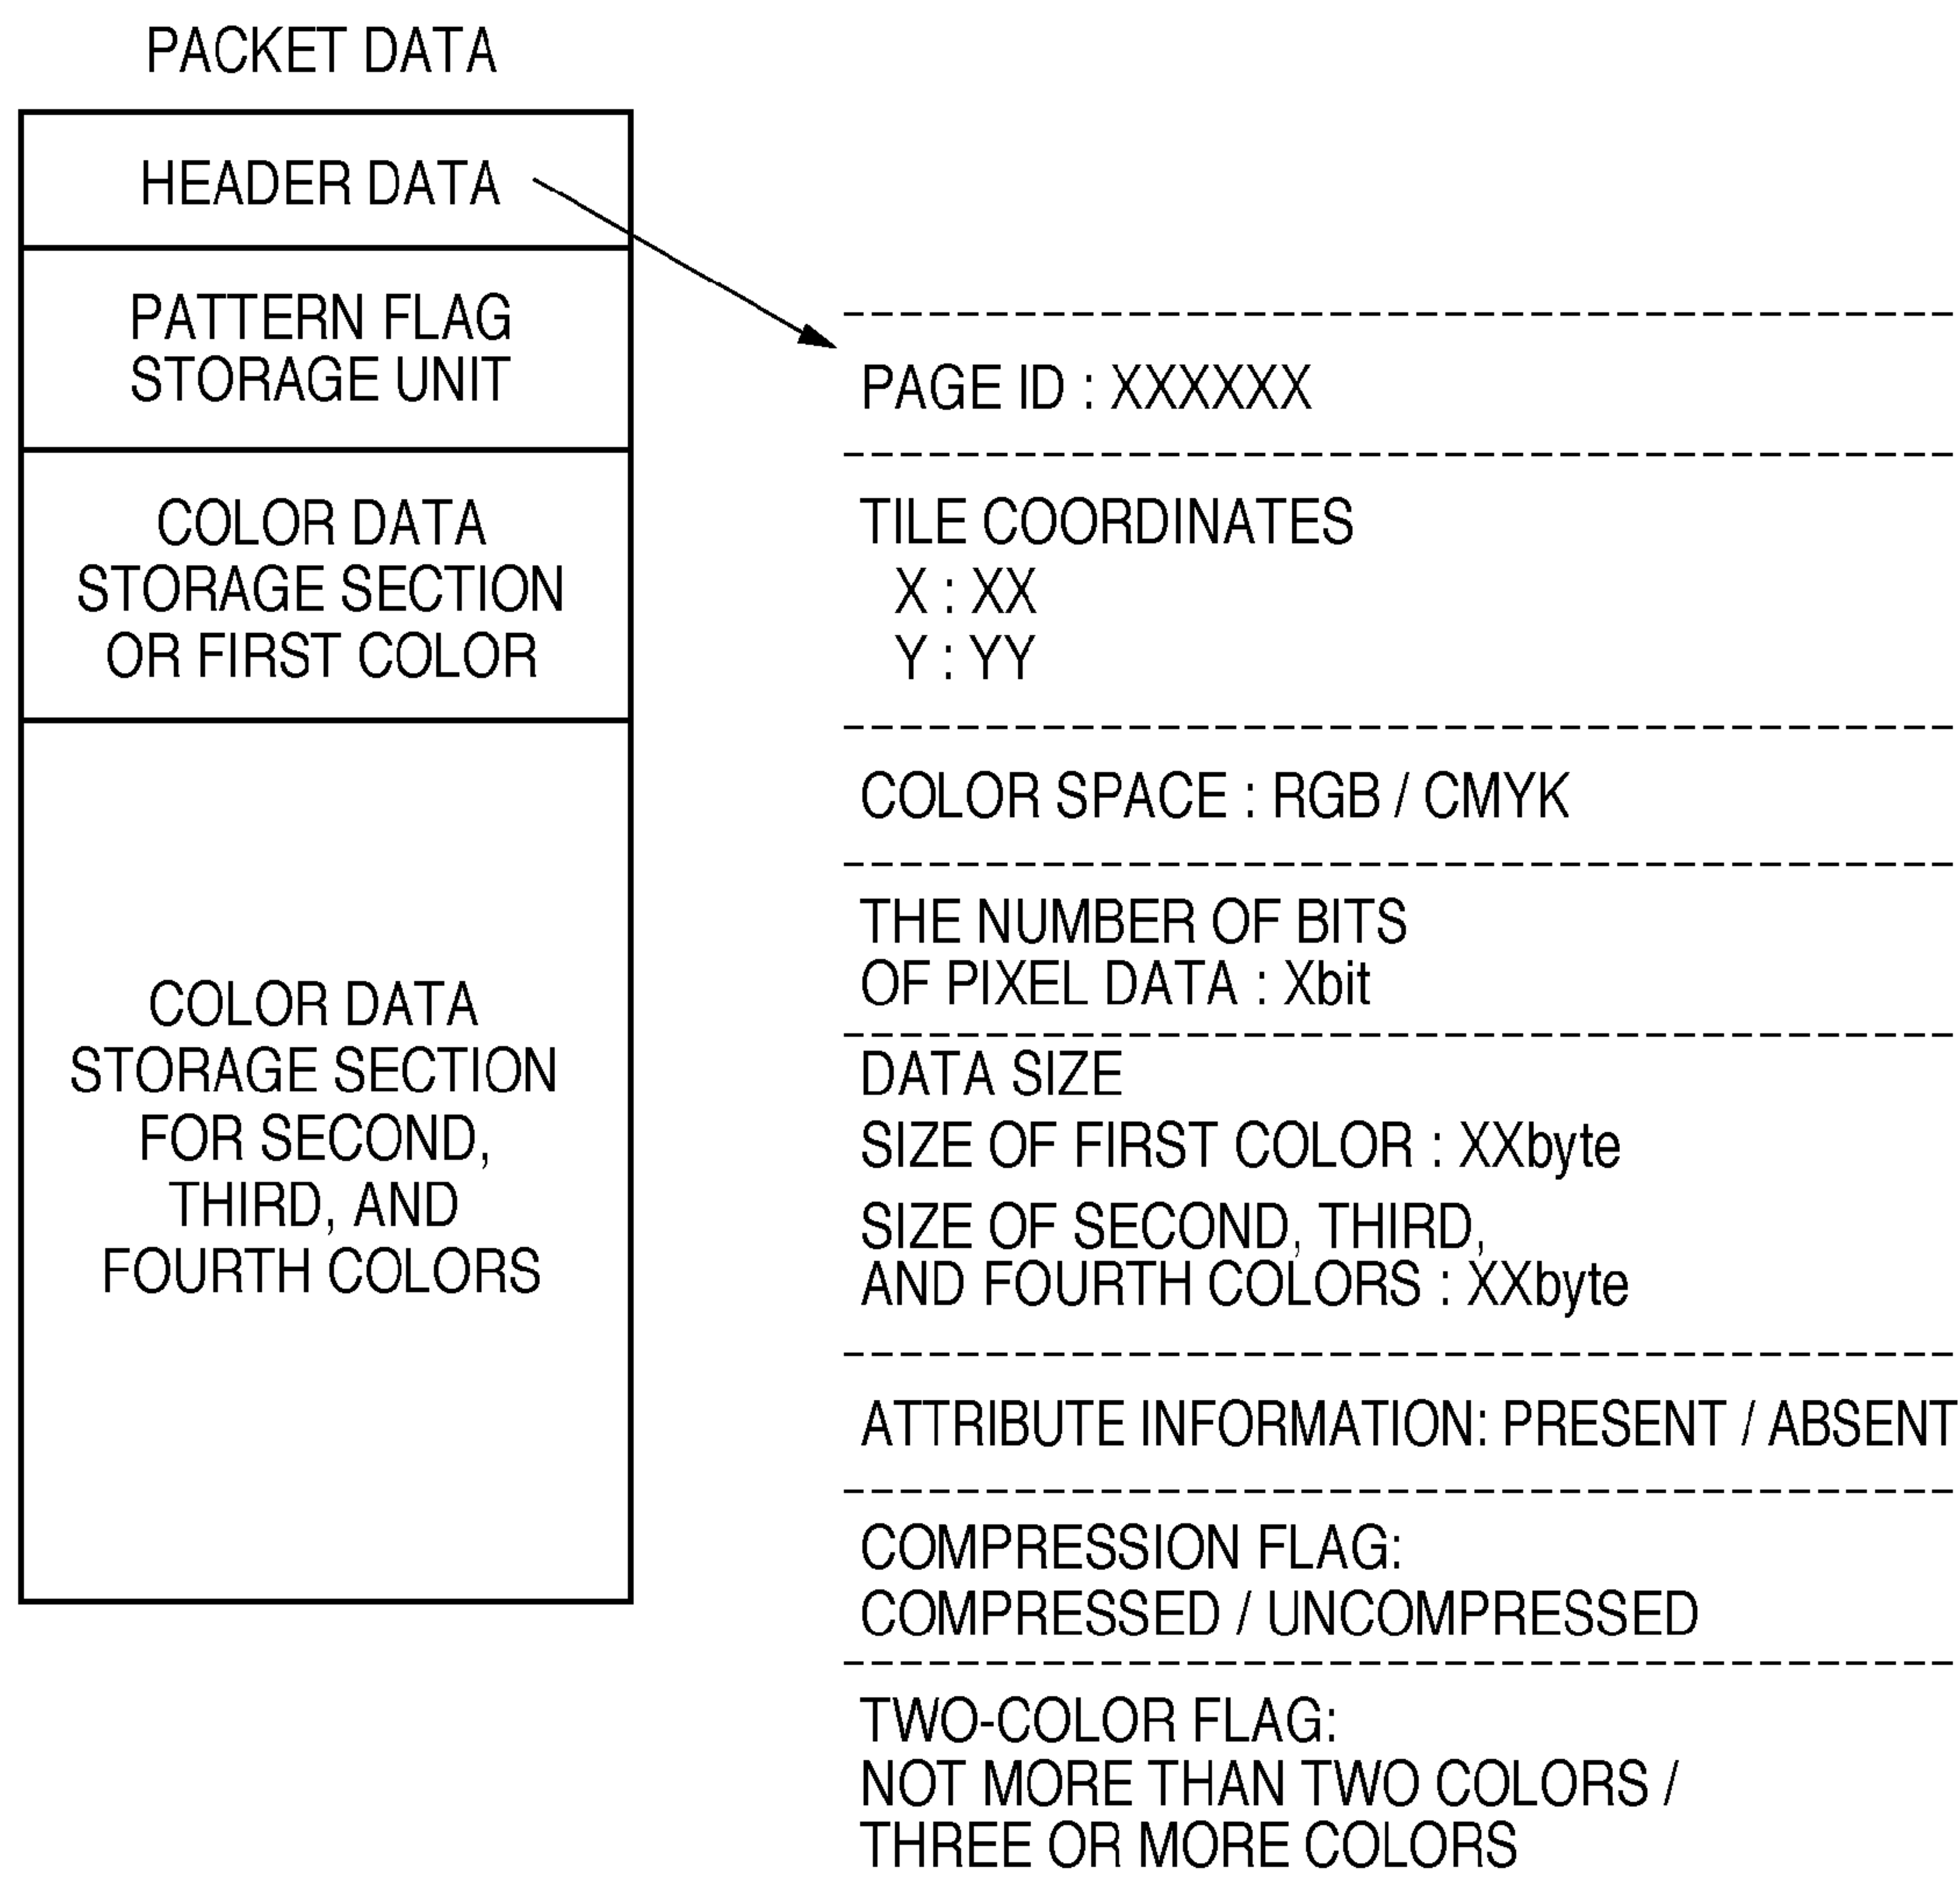 PACKET DATA
HEADER DATA
PATTERN FLAG
STORAGE UNIT
COLOR DATA
STORAGE SECTION
OR FIRST COLOR
COLOR DATA
STORAGE SECTION
FOR SECOND,
THIRD, AND
FOURTH COLORS
PAGE ID : XXXXXX
TILE COORDINATES
X : XX
Y : YY
COLOR SPACE : RGB / CMYK
THE NUMBER OF BITS
OF PIXEL DATA : Xbit
DATA SIZE
SIZE OF FIRST COLOR : XXbyte
SIZE OF SECOND, THIRD,
AND FOURTH COLORS : XXbyte
ATTRIBUTE INFORMATION: PRESENT / ABSENT
COMPRESSION FLAG:
COMPRESSED / UNCOMPRESSED
TWO-COLOR FLAG:
NOT MORE THAN TWO COLORS /
THREE OR MORE COLORS